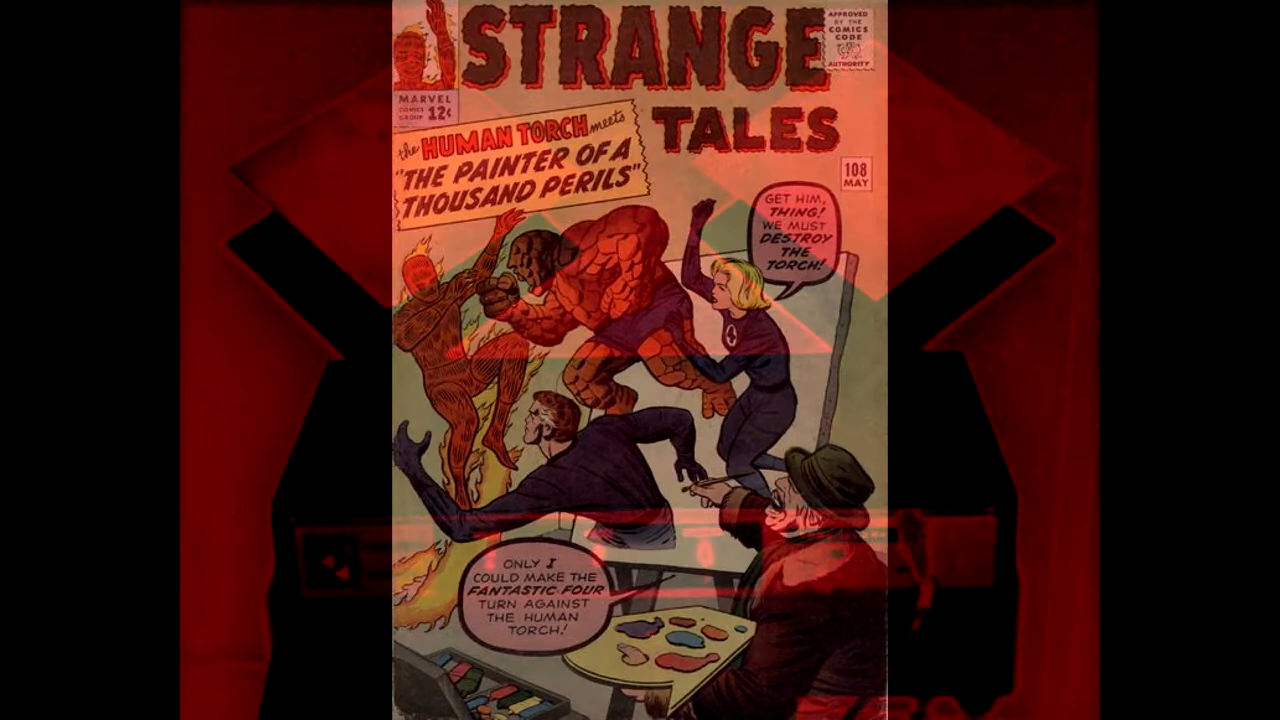 STRANGE
TALES
APPROVED
BY THE
COMICS
CODE
AUTHORITY
MARVEL
COMICS
GROUP 12¢
108
MAY
the HUMAN TORCH meets
"THE PAINTER OF A
THOUSAND PERILS"
GET HIM,
THING!
WE MUST
DESTROY
THE
TORCH!
ONLY I
COULD MAKE THE
FANTASTIC FOUR
TURN AGAINST
THE HUMAN
TORCH!